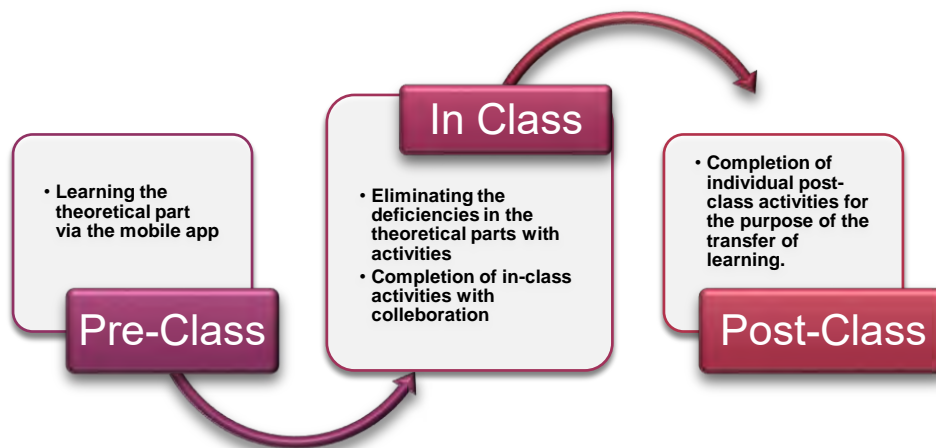 • Learning the
theoretical part
via the mobile app
Pre-Class
In Class
• Eliminating the
deficiencies in the
theoretical parts with
activities
• Completion of in-class
activities with
colleboration
• Completion of
individual post-
class activities for
the purpose of the
transfer of
learning.
Post-Class